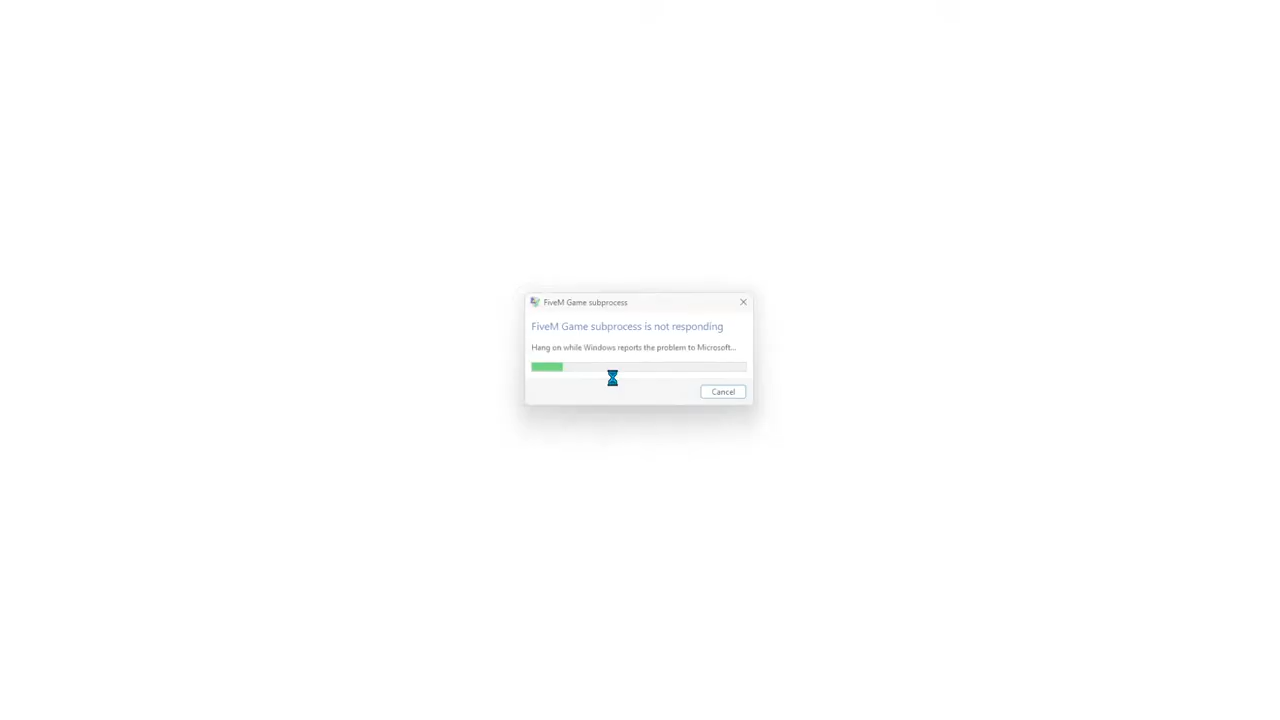 FiveM Game subprocess
FiveM Game subprocess is not responding
Hang on while Windows reports the problem to Microsoft...
Cancel